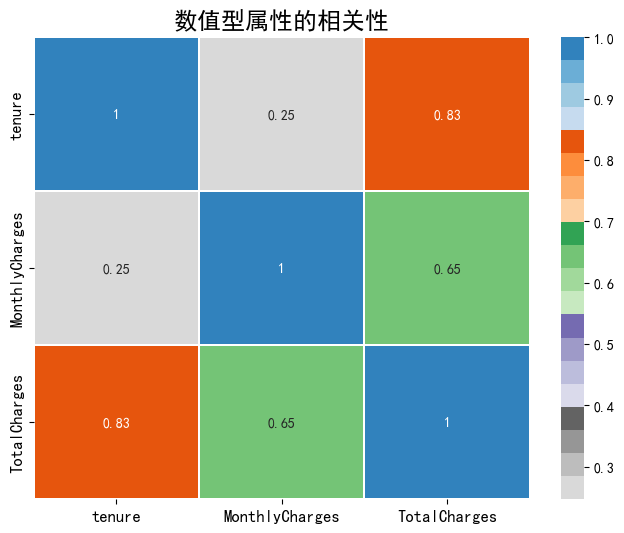 数值型属性的相关性
tenure
MonthlyCharges
TotalCharges
1 0.25 0.83
0.25 1 0.65
0.83 0.65 1
tenure MonthlyCharges TotalCharges
1.0
0.9
0.8
0.7
0.6
0.5
0.4
0.3